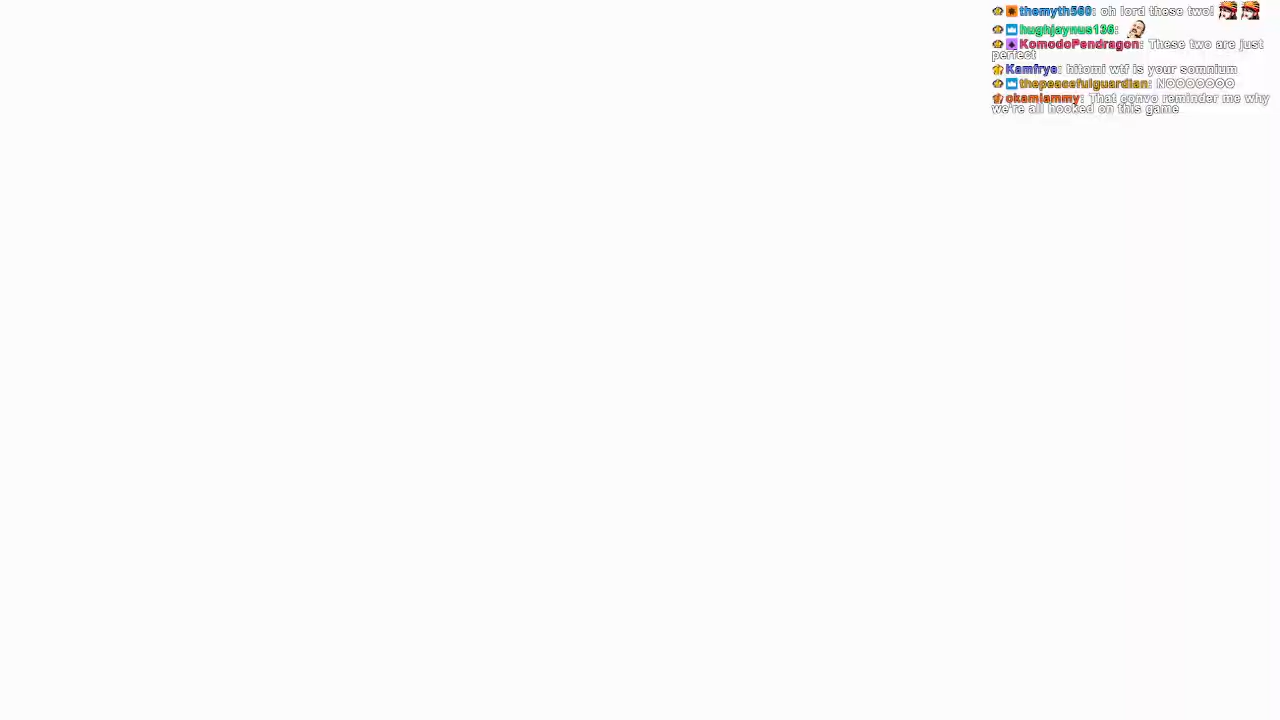 themyth560: oh lord these two!
hughjaynus136:
KomodoPendragon: These two are just
perfect
Kamfrye: hitomi wtf is your somnium
thepeacefulguardian: NOOOOOOO
okamiammy: That convo reminder me why
we're all hooked on this game